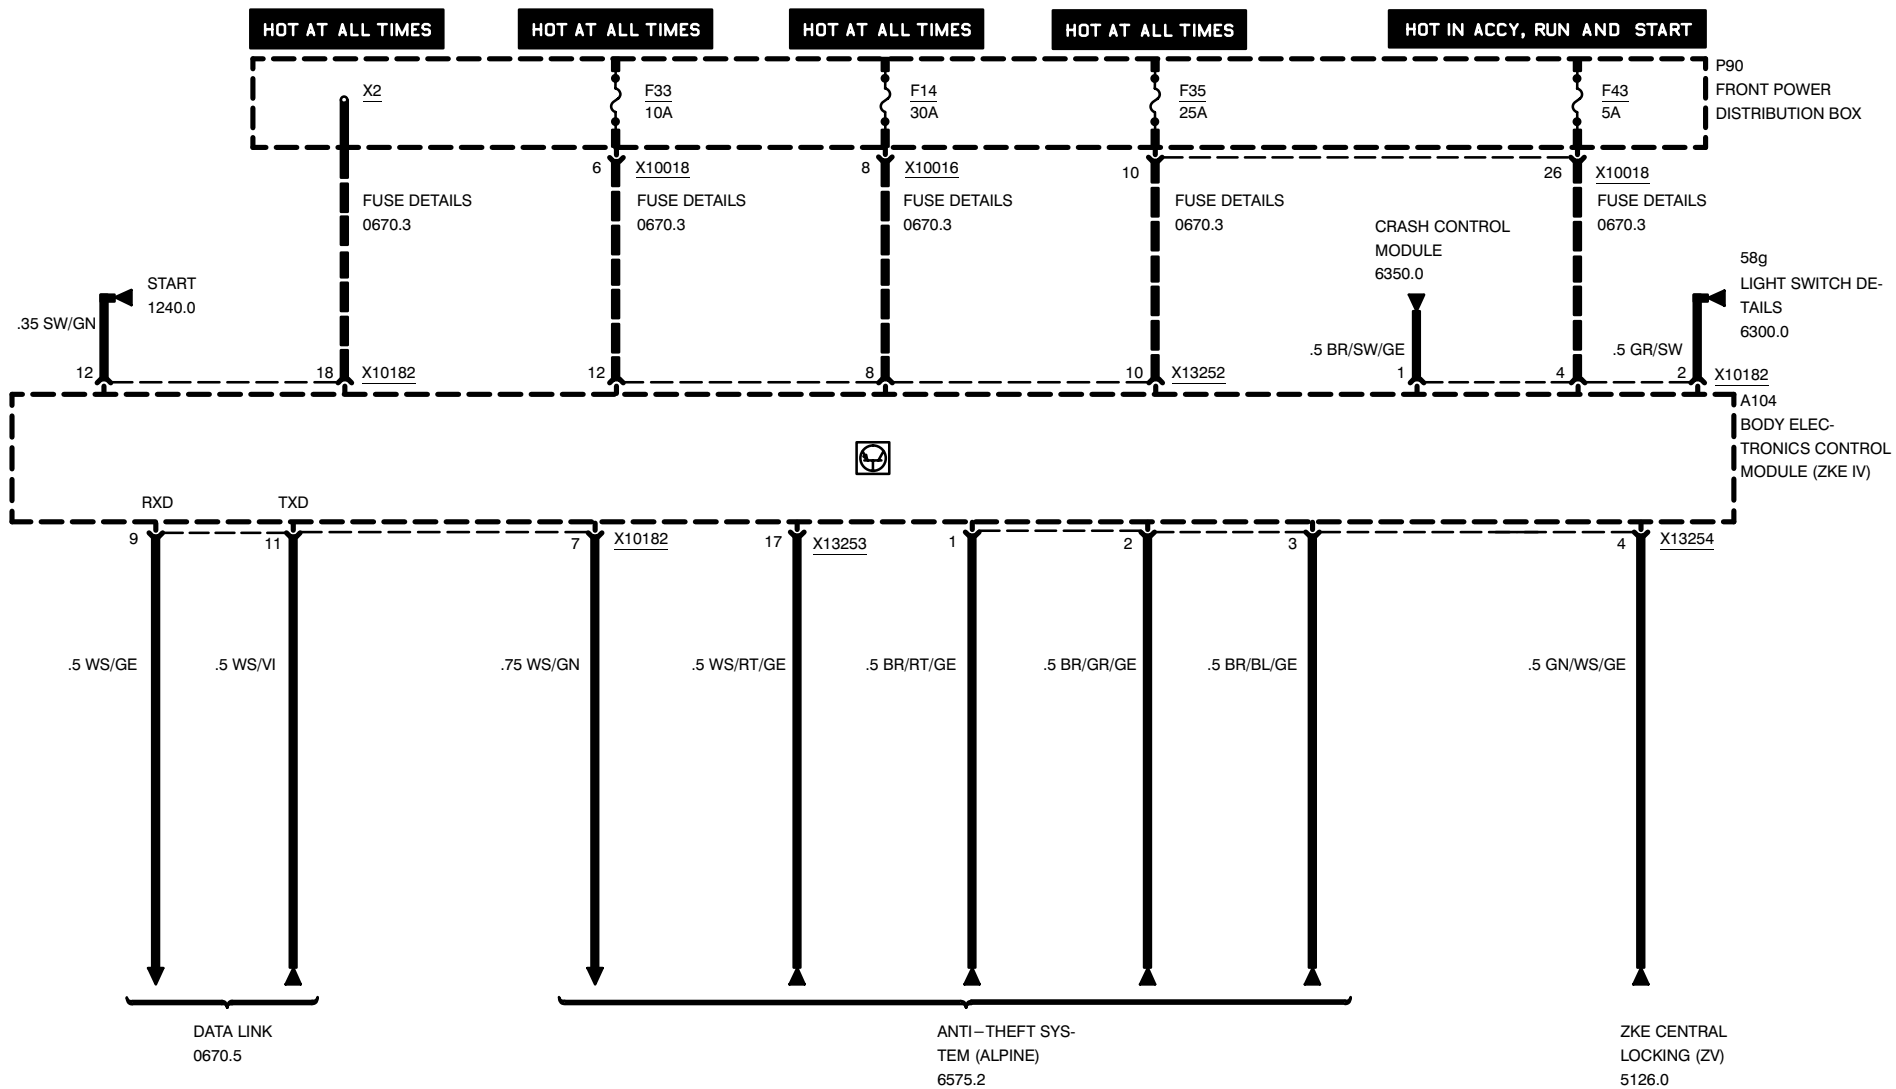 HOT AT ALL TIMES
HOT AT ALL TIMES
HOT AT ALL TIMES
HOT AT ALL TIMES
HOT IN ACCY, RUN AND START
P90
FRONT POWER
DISTRIBUTION BOX
X2
F33
10A
F14
30A
F35
25A
F43
5A
6
X10018
8
X10016
10
26
X10018
FUSE DETAILS
0670.3
FUSE DETAILS
0670.3
FUSE DETAILS
0670.3
FUSE DETAILS
0670.3
FUSE DETAILS
0670.3
CRASH CONTROL
MODULE
6350.0
58g
LIGHT SWITCH DE-
TAILS
6300.0
START
1240.0
.35 SW/GN
.5 BR/SW/GE
.5 GR/SW
12
18
X10182
12
8
10
X13252
1
4
2
X10182
A104
BODY ELEC-
TRONICS CONTROL
MODULE (ZKE IV)
RXD
TXD
9
11
7
X10182
17
X13253
1
2
3
4
X13254
.5 WS/GE
.5 WS/VI
.75 WS/GN
.5 WS/RT/GE
.5 BR/RT/GE
.5 BR/GR/GE
.5 BR/BL/GE
.5 GN/WS/GE
DATA LINK
0670.5
ANTI–THEFT SYS-
TEM (ALPINE)
6575.2
ZKE CENTRAL
LOCKING (ZV)
5126.0